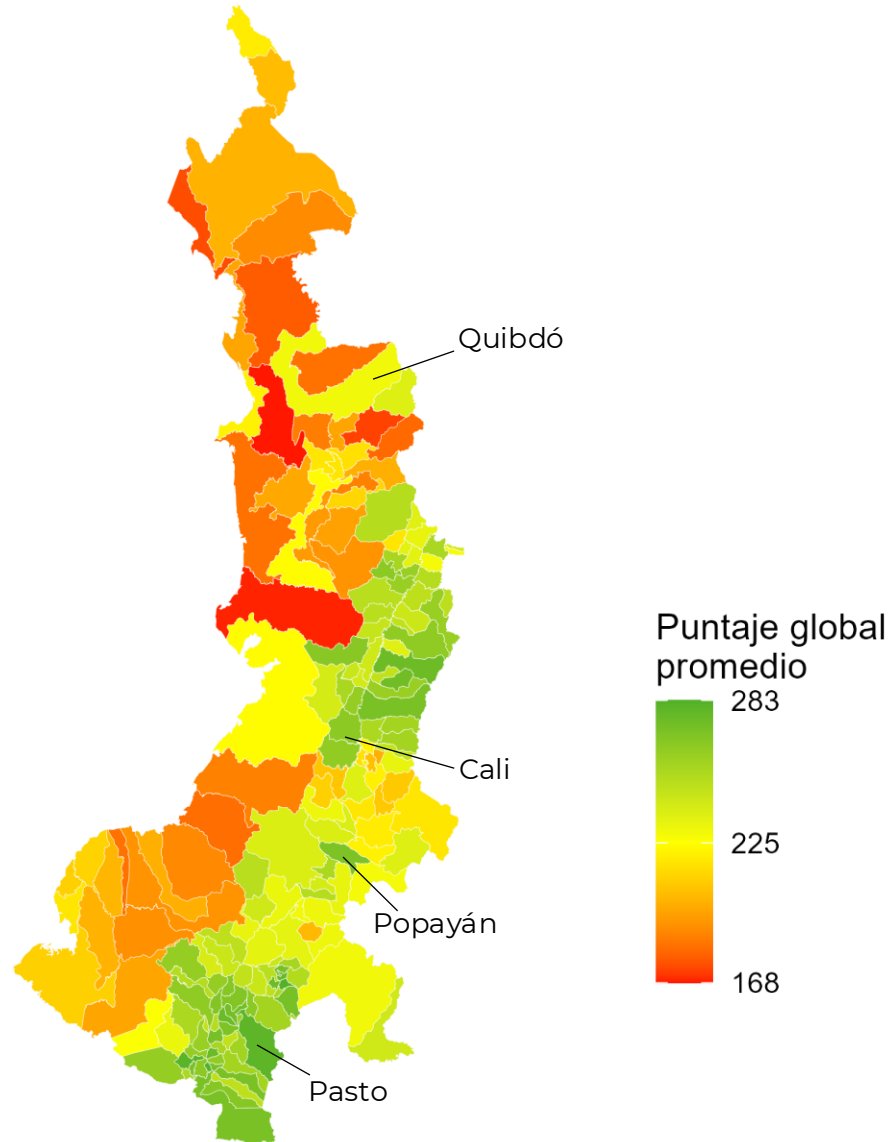 Quibdó
Puntaje global
promedio
283
Cali
225
Popayán
168
Pasto